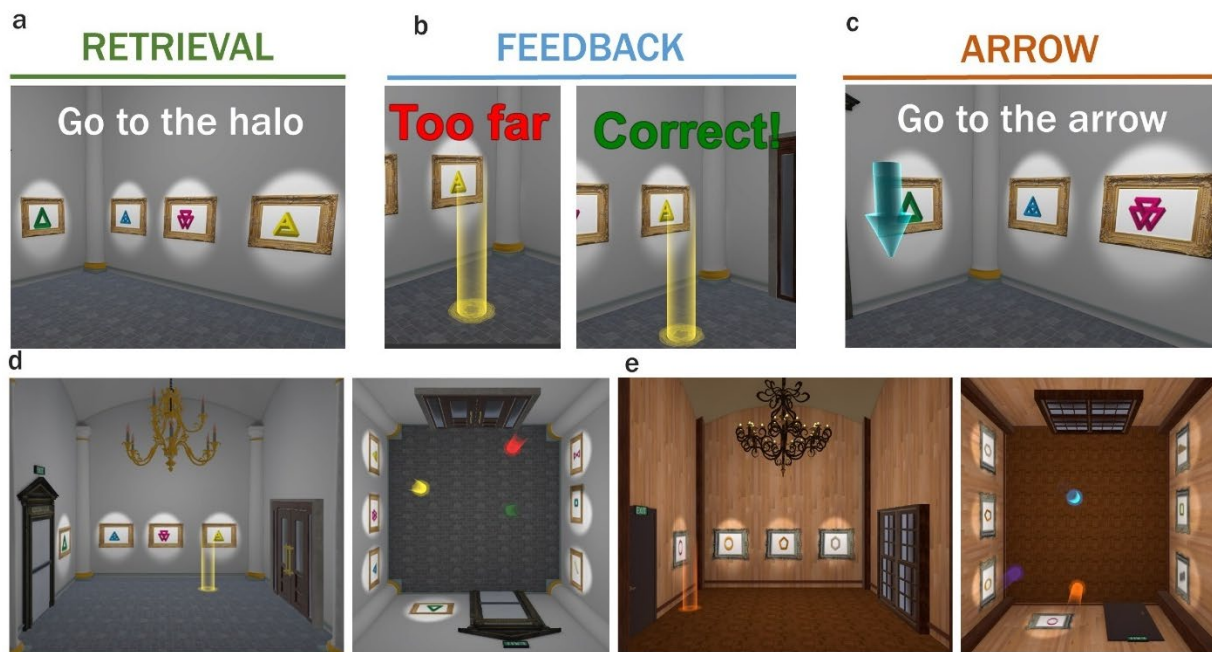 a
RETRIEVAL
Go to the halo
b
FEEDBACK
Too far
Correct!
c
ARROW
Go to the arrow
d
e